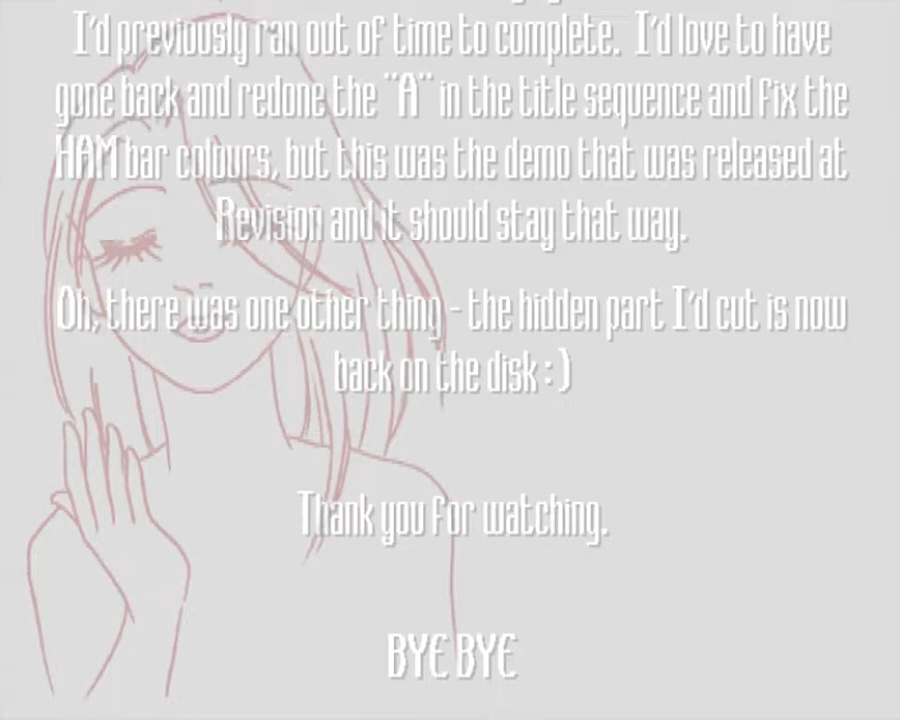 I'd previously ran out of time to complete. I'd love to have
gone back and redone the "A" in the title sequence and fix the
HAM bar colours, but this was the demo that was released at
Revision and it should stay that way.
Oh, there was one other thing - the hidden part I'd cut is now
back on the disk :)
Thank you for watching.
BYE BYE